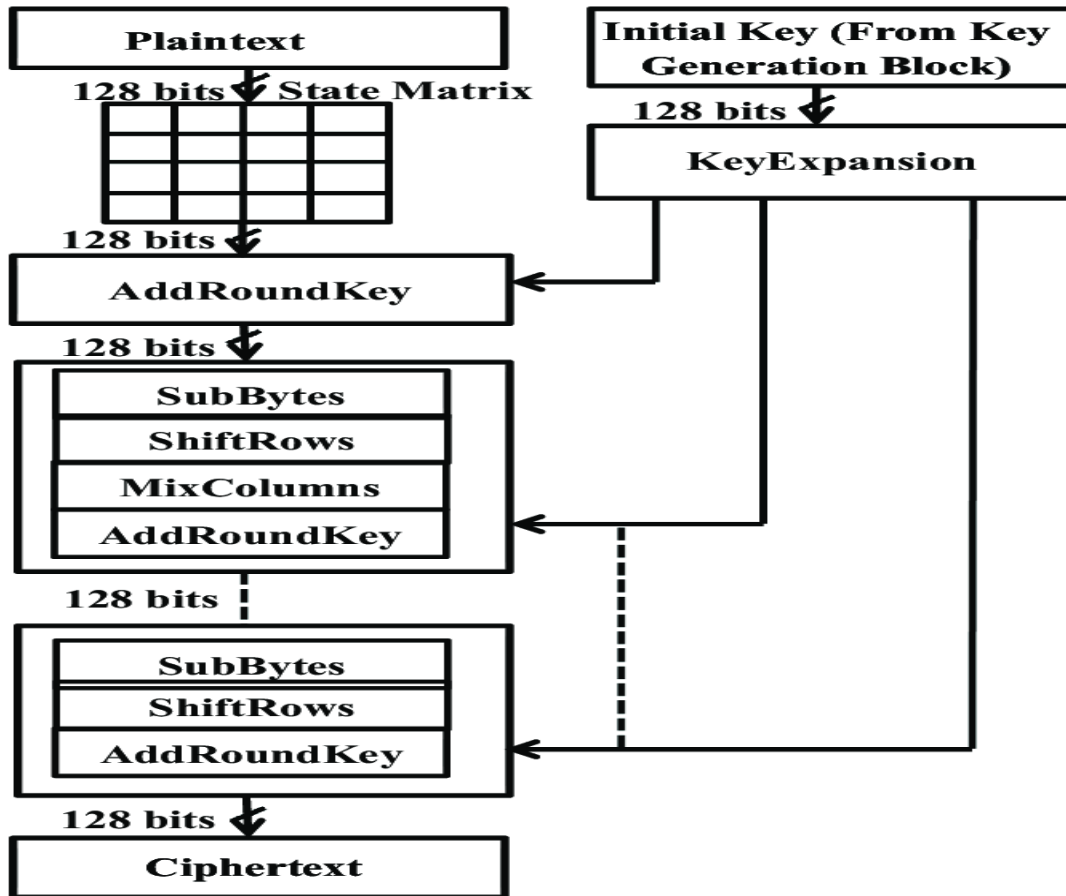 Plaintext
128 bits
State Matrix
128 bits
AddRoundKey
128 bits
SubBytes
ShiftRows
MixColumns
AddRoundKey
128 bits
SubBytes
ShiftRows
AddRoundKey
128 bits
Ciphertext
Initial Key (From Key
Generation Block)
128 bits
KeyExpansion